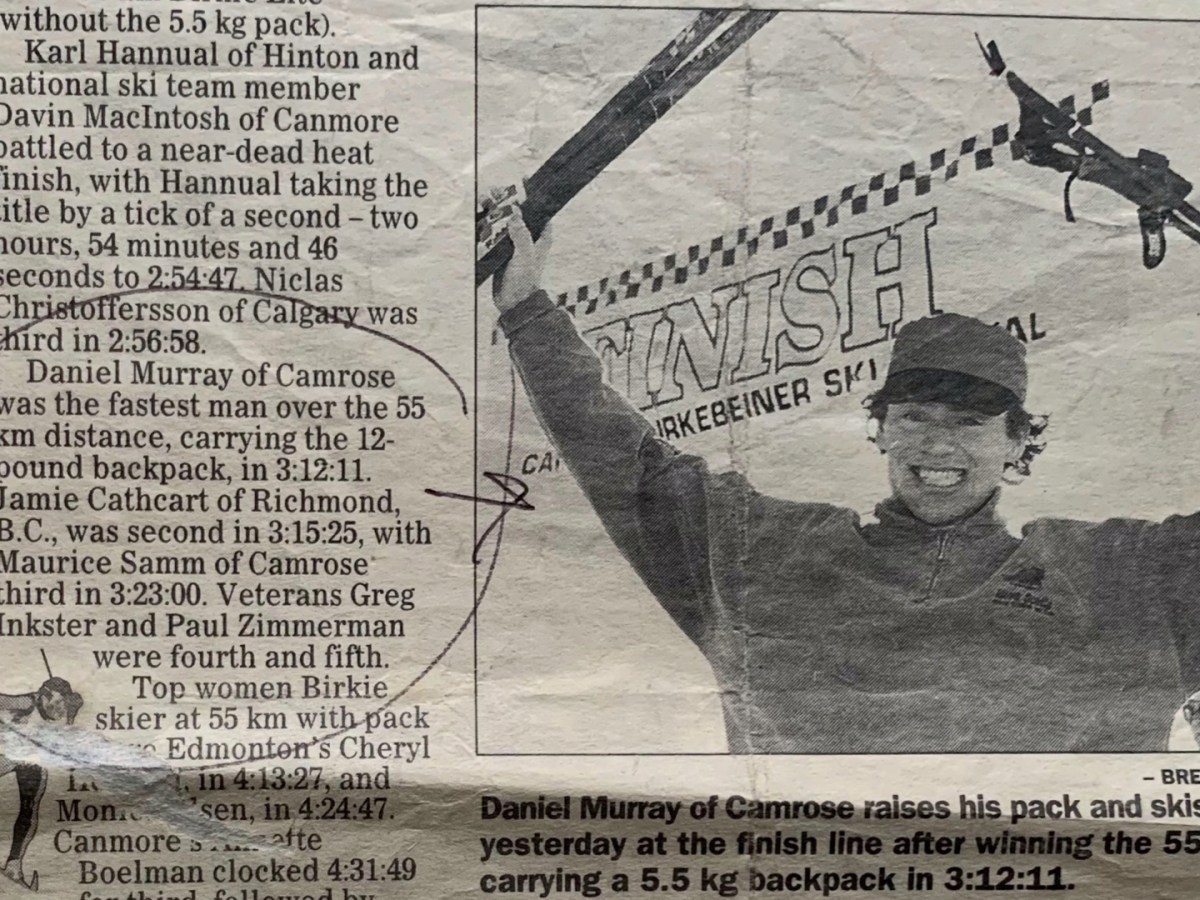 without the 5.5 kg pack).
Karl Hannual of Hinton and
national ski team member
Davin MacIntosh of Canmore
battled to a near-dead heat
finish, with Hannual taking the
title by a tick of a second – two
hours, 54 minutes and 46
seconds to 2:54:47. Niclas
Christoffersson of Calgary was
third in 2:56:58.
Daniel Murray of Camrose
was the fastest man over the 55
km distance, carrying the 12-
pound backpack, in 3:12:11.
Jamie Cathcart of Richmond,
B.C., was second in 3:15:25, with
Maurice Samm of Camrose
third in 3:23:00. Veterans Greg
Inkster and Paul Zimmerman
were fourth and fifth.
Top women Birkie
skier at 55 km with pack
Edmonton's Cheryl
in 4:13:27, and
in 4:24:47.
Canmore
Boelman clocked 4:31:49
for third, followed by
FINISH
IRKEBEINER SKI
– BRE
Daniel Murray of Camrose raises his pack and skis
yesterday at the finish line after winning the 55
carrying a 5.5 kg backpack in 3:12:11.